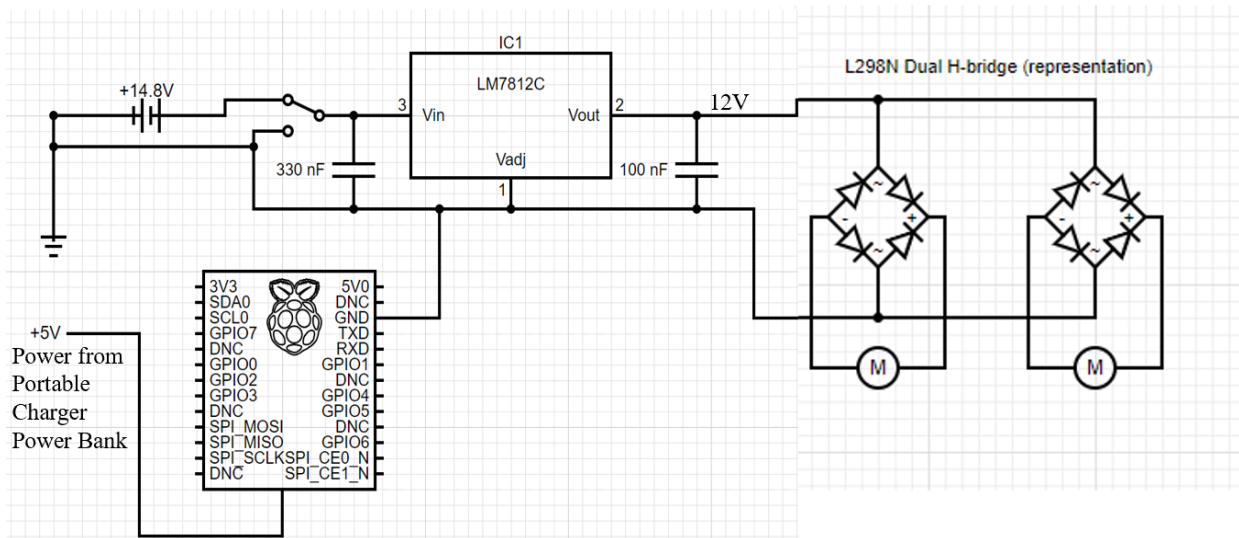 IC1
L298N Dual H-bridge (representation)
+14.8V
LM7812C
3
Vin
Vout
2
12V
330 nF
Vadj
1
100 nF
~
~
-
+
~
~
-
+
3V3
5V0
SDA0
DNC
SCL0
GND
GPIO7
TXD
DNC
RXD
GPIO0
GPIO1
GPIO2
DNC
GPIO3
GPIO4
DNC
GPIO5
SPI_MOSI
DNC
SPI_MISO
GPIO6
SPI_SCLK
SPI_CE0_N
DNC
SPI_CE1_N
+5V
Power from
Portable
Charger
Power Bank
M
M